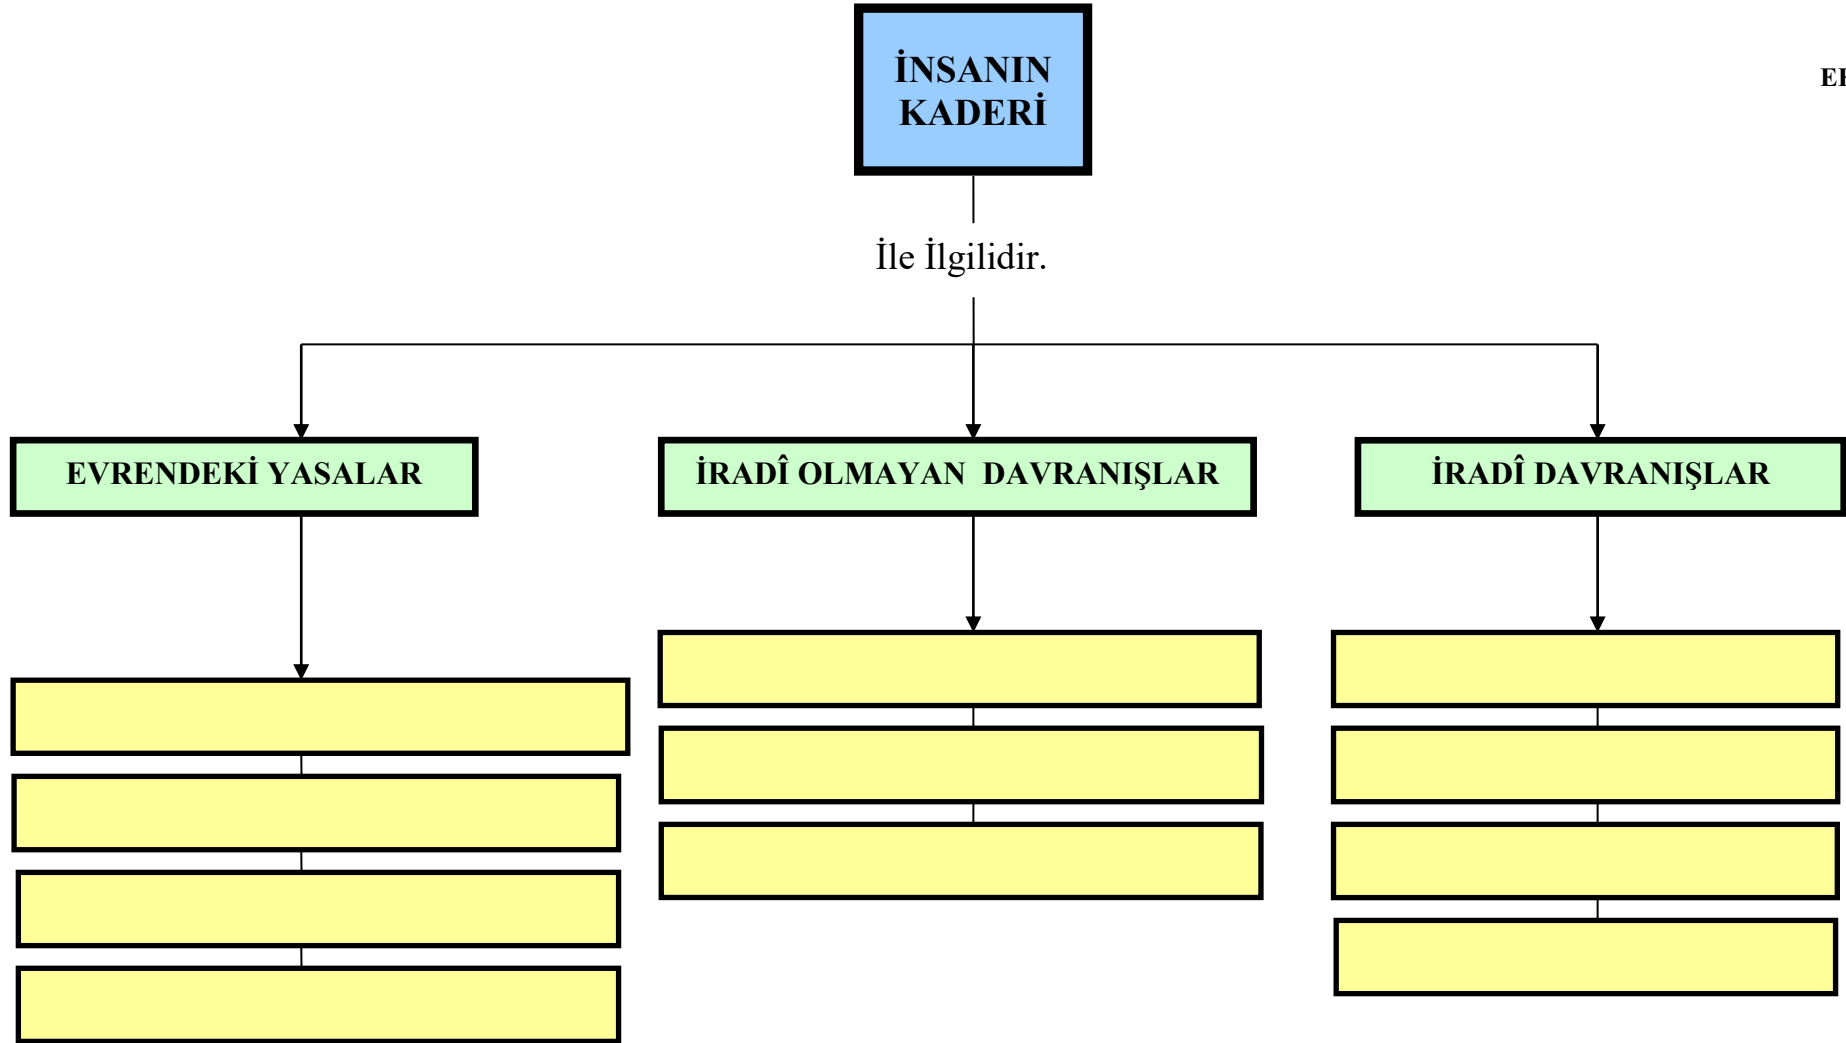 İNSANIN
KADERİ
İle İlgilidir.
EVRENDEKİ YASALAR
İRADÎ OLMAYAN  DAVRANIŞLAR
İRADÎ DAVRANIŞLAR